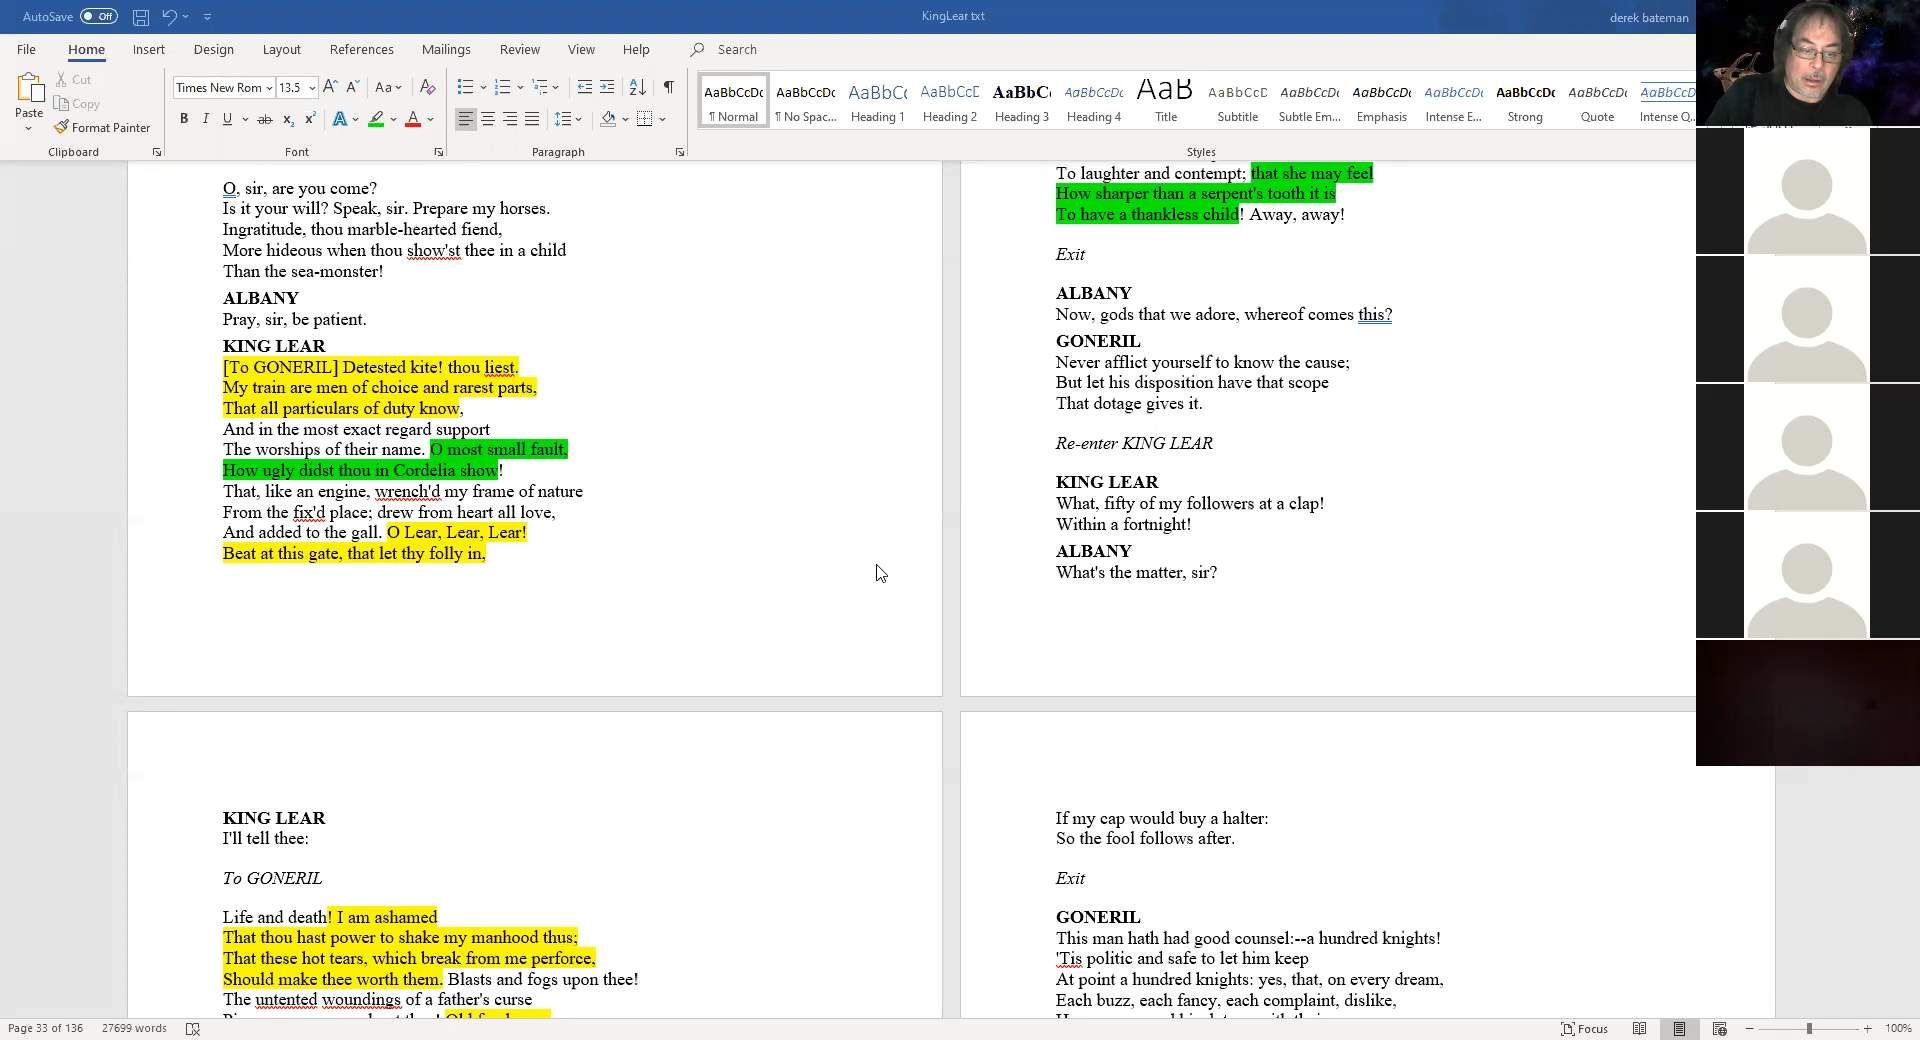 AutoSave Off
KingLear txt
derek bateman
File Home Insert Design Layout References Mailings Review View Help Search
Paste
Cut
Copy
Format Painter
Clipboard
Times New Rom 13.5
Font
Paragraph
AaBbCcDc AaBbCcDc AaBbC AaBbCcD AaBbC AaBbCcDc AaB AaBbCcD AaBbCcDc AaBbCcDc AaBbCcDc AaBbCcDc AaBbCcDc AaBbCcDc
¶ Normal ¶ No Spac... Heading 1 Heading 2 Heading 3 Heading 4 Title Subtitle Subtle Em... Emphasis Intense E... Strong Quote Intense Q...
Styles
O, sir, are you come?
Is it your will? Speak, sir. Prepare my horses.
Ingratitude, thou marble-hearted fiend,
More hideous when thou show'st thee in a child
Than the sea-monster!
ALBANY
Pray, sir, be patient.
KING LEAR
[To GONERIL] Detested kite! thou liest.
My train are men of choice and rarest parts,
That all particulars of duty know,
And in the most exact regard support
The worships of their name. O most small fault,
How ugly didst thou in Cordelia show!
That, like an engine, wrench'd my frame of nature
From the fix'd place; drew from heart all love,
And added to the gall. O Lear, Lear, Lear!
Beat at this gate, that let thy folly in,
To laughter and contempt; that she may feel
How sharper than a serpent's tooth it is
To have a thankless child! Away, away!
Exit
ALBANY
Now, gods that we adore, whereof comes this?
GONERIL
Never afflict yourself to know the cause;
But let his disposition have that scope
That dotage gives it.
Re-enter KING LEAR
KING LEAR
What, fifty of my followers at a clap!
Within a fortnight!
ALBANY
What's the matter, sir?
KING LEAR
I'll tell thee:
To GONERIL
Life and death! I am ashamed
That thou hast power to shake my manhood thus;
That these hot tears, which break from me perforce,
Should make thee worth them. Blasts and fogs upon thee!
The untented woundings of a father's curse
If my cap would buy a halter:
So the fool follows after.
Exit
GONERIL
This man hath had good counsel:--a hundred knights!
'Tis politic and safe to let him keep
At point a hundred knights: yes, that, on every dream,
Each buzz, each fancy, each complaint, dislike,
Page 33 of 136 27699 words
Focus
100%